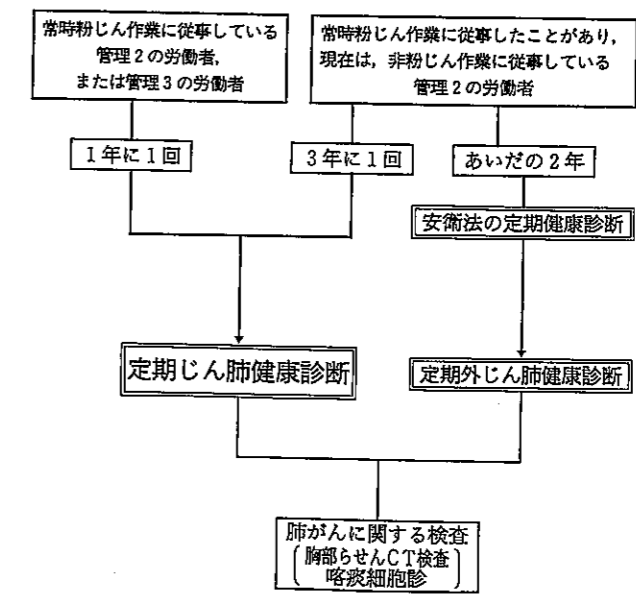 常時粉じん作業に従事している
管理2の労働者,
または管理3の労働者
常時粉じん作業に従事したことがあり,
現在は,非粉じん作業に従事している
管理2の労働者
1年に1回
3年に1回
あいだの2年
安衛法の定期健康診断
定期じん肺健康診断
定期外じん肺健康診断
肺がんに関する検査
(胸部らせんCT検査
喀痰細胞診)